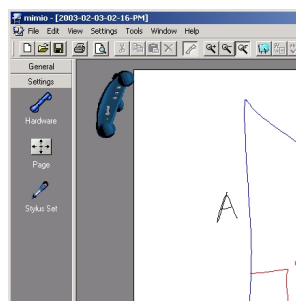 mimio - [2003-02-03-02-16-PM]
File Edit View Settings Tools Window Help
General
Settings
Hardware
Page
Stylus Set
A